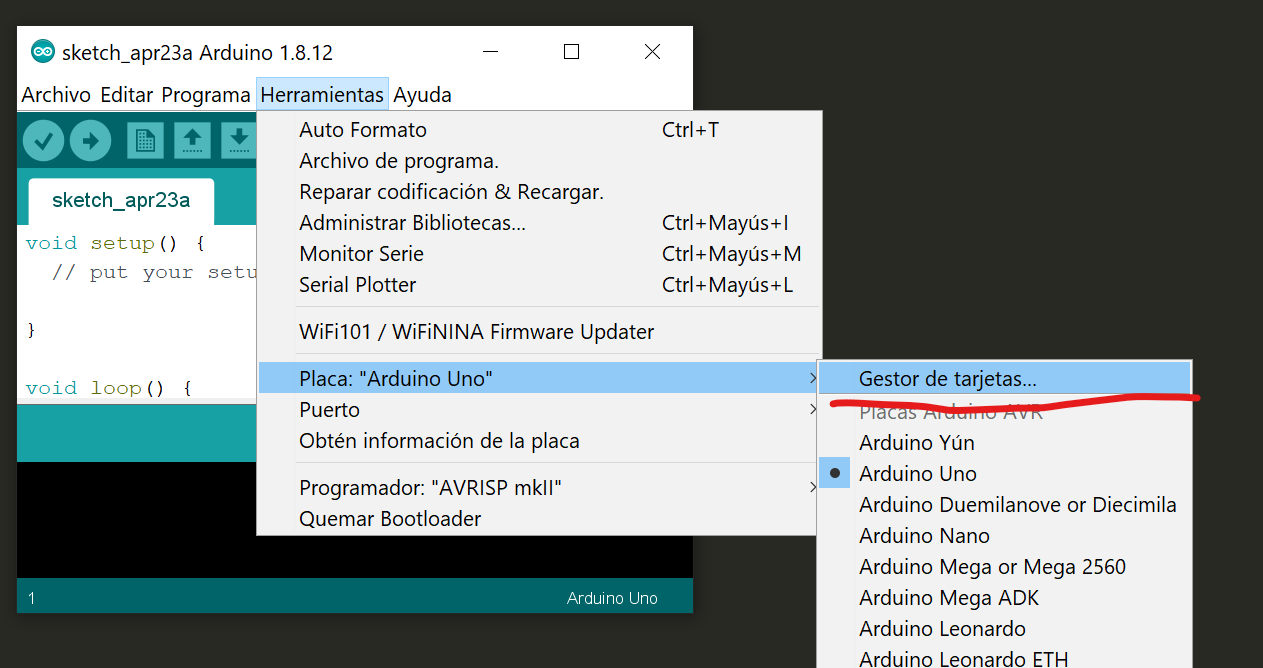 sketch_apr23a Arduino 1.8.12
Archivo Editar Programa Herramientas Ayuda
Auto Formato Ctrl+T
Archivo de programa.
Reparar codificación & Recargar.
Administrar Bibliotecas... Ctrl+Mayús+I
Monitor Serie Ctrl+Mayús+M
Serial Plotter Ctrl+Mayús+L
WiFi101 / WiFiNINA Firmware Updater
Placa: "Arduino Uno"
Puerto
Obtén información de la placa
Programador: "AVRISP mkII"
Quemar Bootloader
Gestor de tarjetas...
Placas Arduino AVR
Arduino Yún
Arduino Uno
Arduino Duemilanove or Diecimila
Arduino Nano
Arduino Mega or Mega 2560
Arduino Mega ADK
Arduino Leonardo
Arduino Leonardo ETH
sketch_apr23a
void setup() {
// put your setu
}
void loop() {
1 Arduino Uno